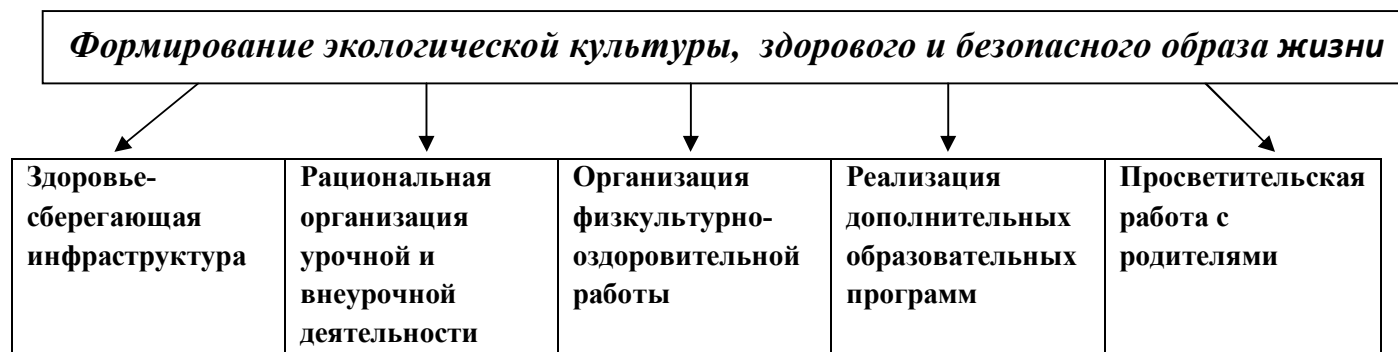 Формирование экологической культуры, здорового и безопасного образа жизни
Здоровье-
сберегающая
инфраструктура
Рациональная
организация
урочной и
внеурочной
деятельности
Организация
физкультурно-
оздоровительной
работы
Реализация
дополнительных
образовательных
программ
Просветительская
работа с
родителями